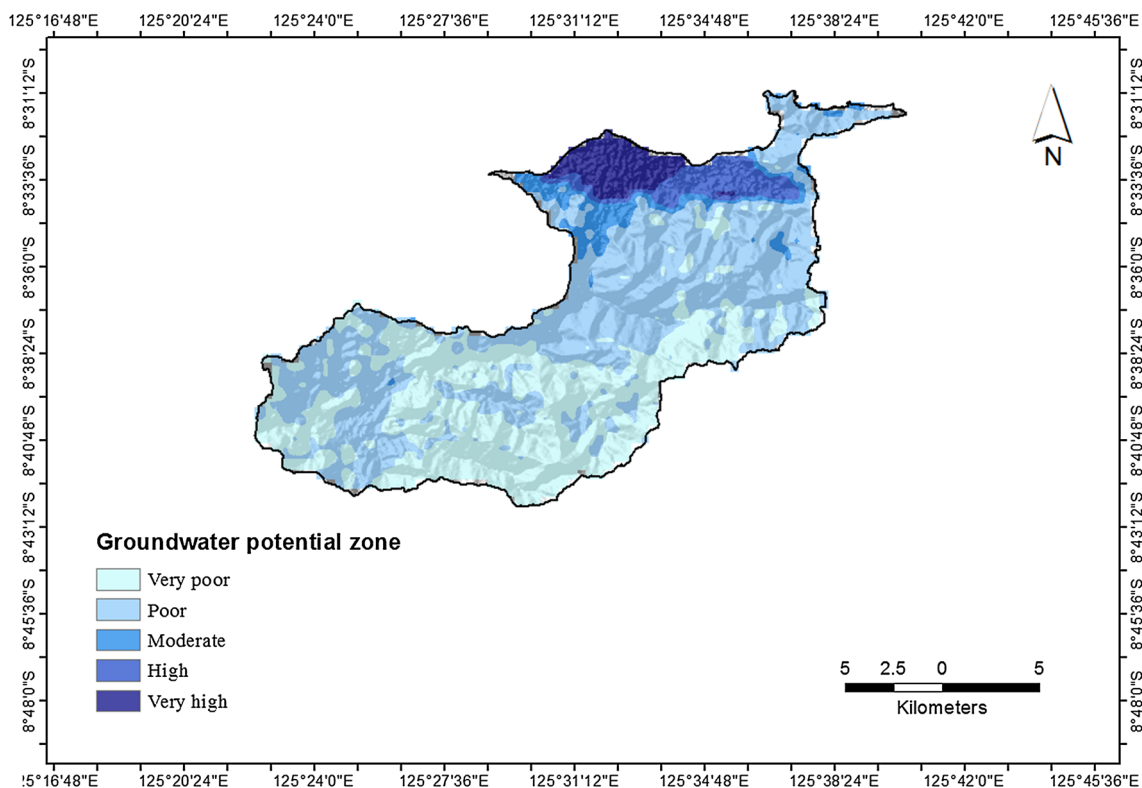 125°16'48"E 125°20'24"E 125°24'0"E 125°27'36"E 125°31'12"E 125°34'48"E 125°38'24"E 125°42'0"E 125°45'36"E
8°31'12"S 8°31'12"S
N
8°33'36"S 8°33'36"S
8°36'0"S 8°36'0"S
8°38'24"S 8°38'24"S
8°40'48"S 8°40'48"S
8°43'12"S 8°43'12"S
Groundwater potential zone
Very poor
Poor
8°45'36"S 8°45'36"S
Moderate
High
Very high
5 2.5 0 5
Kilometers
8°48'0"S 8°48'0"S
:5°16'48"E 125°20'24"E 125°24'0"E 125°27'36"E 125°31'12"E 125°34'48"E 125°38'24"E 125°42'0"E 125°45'36"E